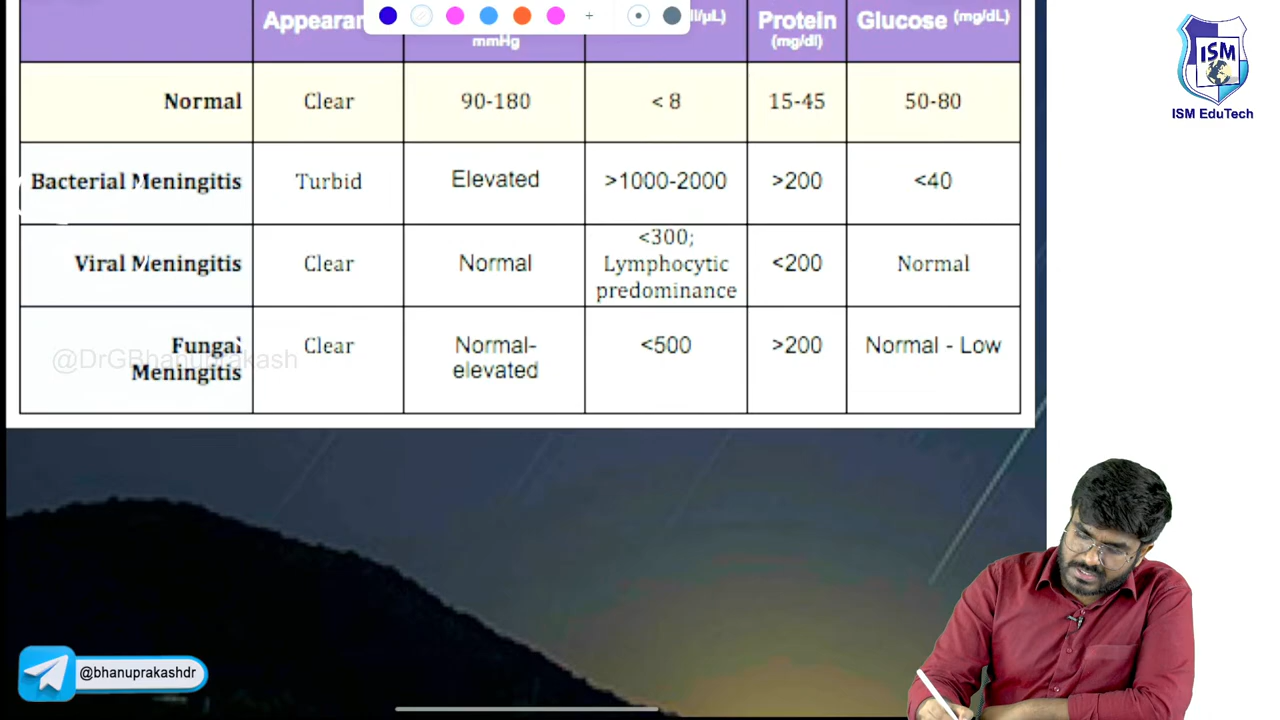 Appearan
mmHg
ll/µL)
Protein
(mg/dl)
Glucose (mg/dL)
Normal
Clear
90-180
< 8
15-45
50-80
Bacterial Meningitis
Turbid
Elevated
>1000-2000
>200
<40
Viral Meningitis
Clear
Normal
<300;
Lymphocytic
predominance
<200
Normal
Fungal
Meningitis
Clear
Normal-
elevated
<500
>200
Normal - Low
@DrGBhanuprakash
ISM
ISM EduTech
@bhanuprakashdr